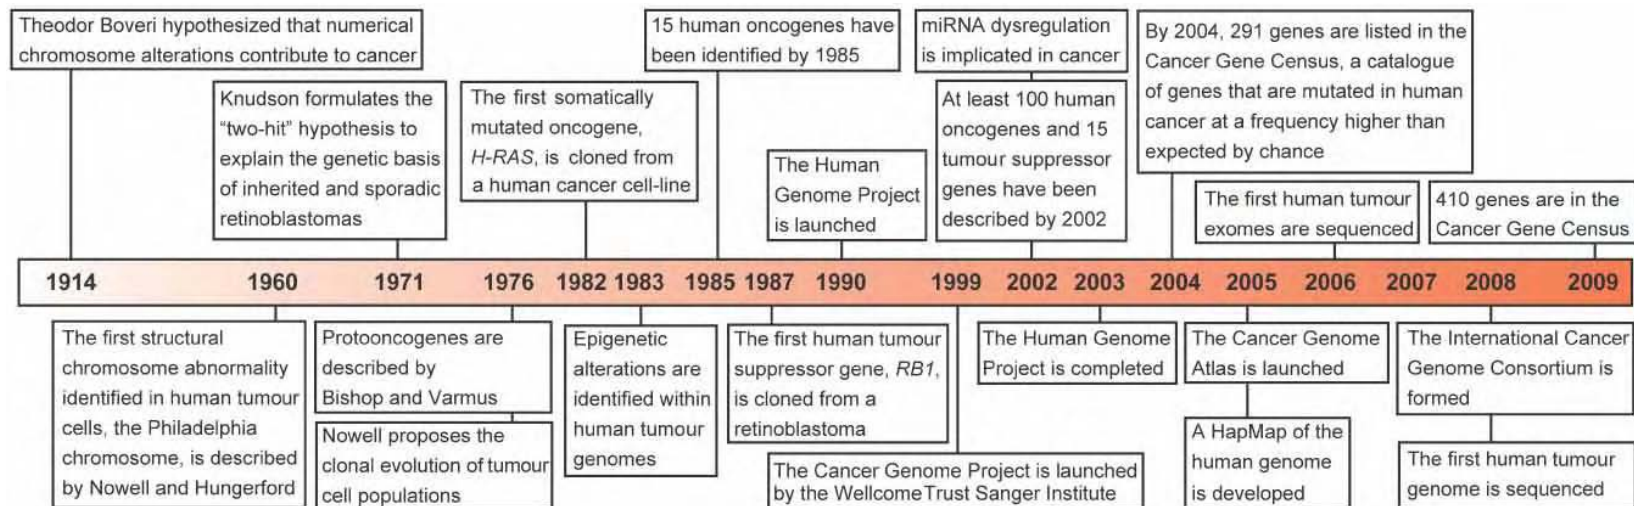 Theodor Boveri hypothesized that numerical
chromosome alterations contribute to cancer
Knudson formulates the
“two-hit” hypothesis to
explain the genetic basis
of inherited and sporadic
retinoblastomas
The first somatically
mutated oncogene,
H-RAS, is cloned from
a human cancer cell-line
15 human oncogenes have
been identified by 1985
The Human
Genome Project
is launched
miRNA dysregulation
is implicated in cancer
At least 100 human
oncogenes and 15
tumour suppressor
genes have been
described by 2002
By 2004, 291 genes are listed in the
Cancer Gene Census, a catalogue
of genes that are mutated in human
cancer at a frequency higher than
expected by chance
The first human tumour
exomes are sequenced
410 genes are in the
Cancer Gene Census
1914 1960 1971 1976 1982 1983 1985 1987 1990 1999 2002 2003 2004 2005 2006 2007 2008 2009
The first structural
chromosome abnormality
identified in human tumour
cells, the Philadelphia
chromosome, is described
by Nowell and Hungerford
Protooncogenes are
described by
Bishop and Varmus
Nowell proposes the
clonal evolution of tumour
cell populations
Epigenetic
alterations are
identified within
human tumour
genomes
The first human tumour
suppressor gene, RB1,
is cloned from a
retinoblastoma
The Cancer Genome Project is launched
by the Wellcome Trust Sanger Institute
The Human Genome
Project is completed
The Cancer Genome
Atlas is launched
A HapMap of the
human genome
is developed
The International Cancer
Genome Consortium is
formed
The first human tumour
genome is sequenced